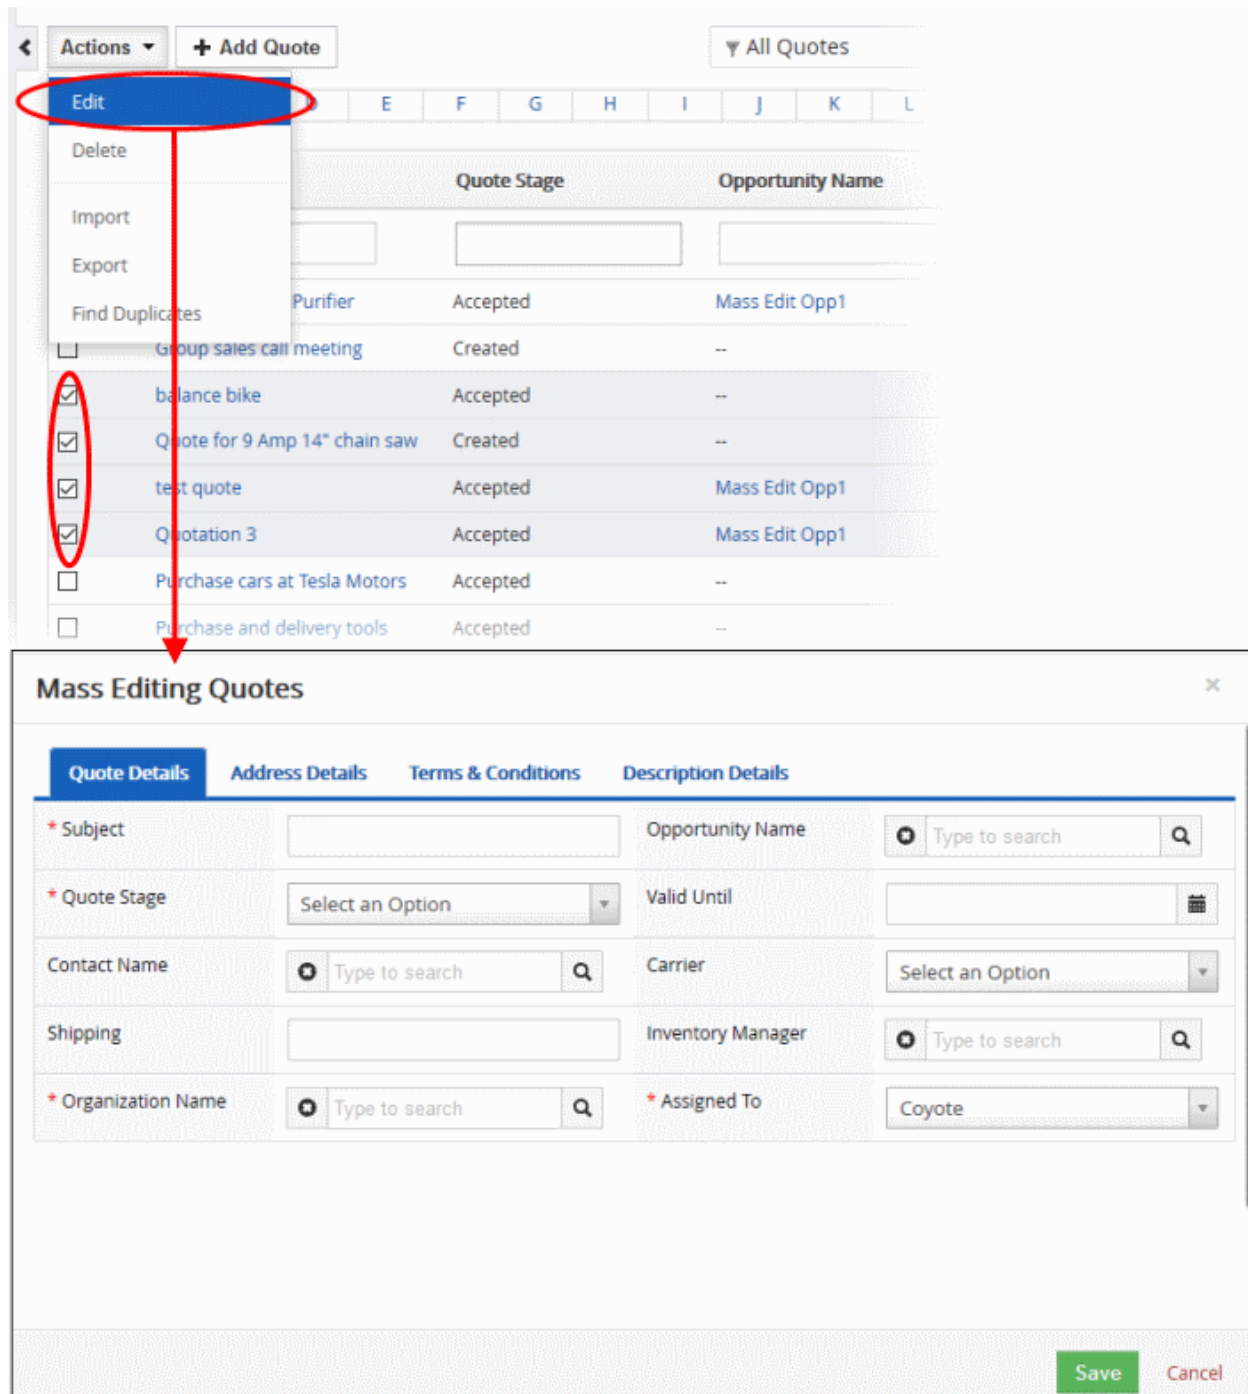 Actions + Add Quote All Quotes
Edit D E F G H I J K L
Delete
Quote Stage Opportunity Name
Import
Export
Find Duplicates
Purifier Accepted Mass Edit Opp1
Group sales call meeting Created --
balance bike Accepted --
Quote for 9 Amp 14" chain saw Created --
test quote Accepted Mass Edit Opp1
Quotation 3 Accepted Mass Edit Opp1
Purchase cars at Tesla Motors Accepted --
Purchase and delivery tools Accepted --
Mass Editing Quotes ×
Quote Details Address Details Terms & Conditions Description Details
* Subject Opportunity Name Type to search
* Quote Stage Select an Option Valid Until
Contact Name Type to search Carrier Select an Option
Shipping Inventory Manager Type to search
* Organization Name Type to search * Assigned To Coyote
Save Cancel